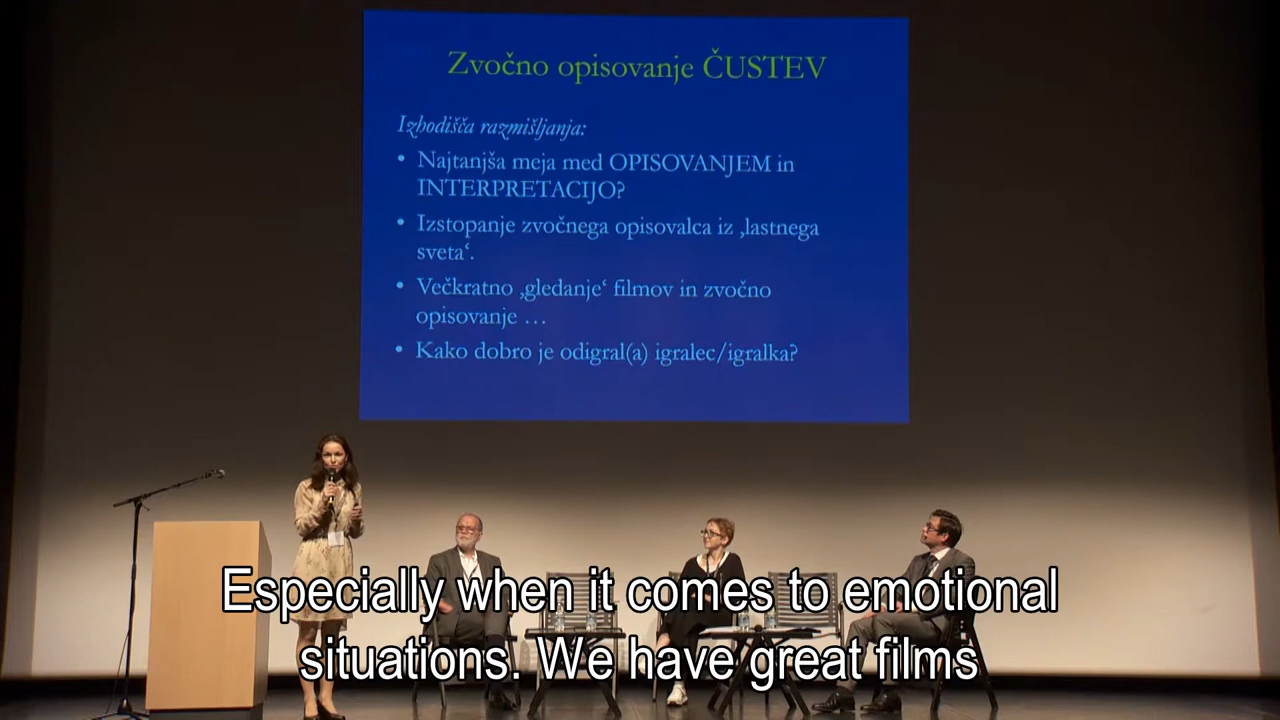 Zvočno opisovanje ČUSTEV
Izhodišča razmišljanja:
• Najtanjša meja med OPISOVANJEM in
INTERPRETACIJO?
• Izstopanje zvočnega opisovalca iz ‚lastnega
sveta‘.
• Večkratno ‚gledanje‘ filmov in zvočno
opisovanje …
• Kako dobro je odigral(a) igralec/igralka?
Especially when it comes to emotional
situations. We have great films